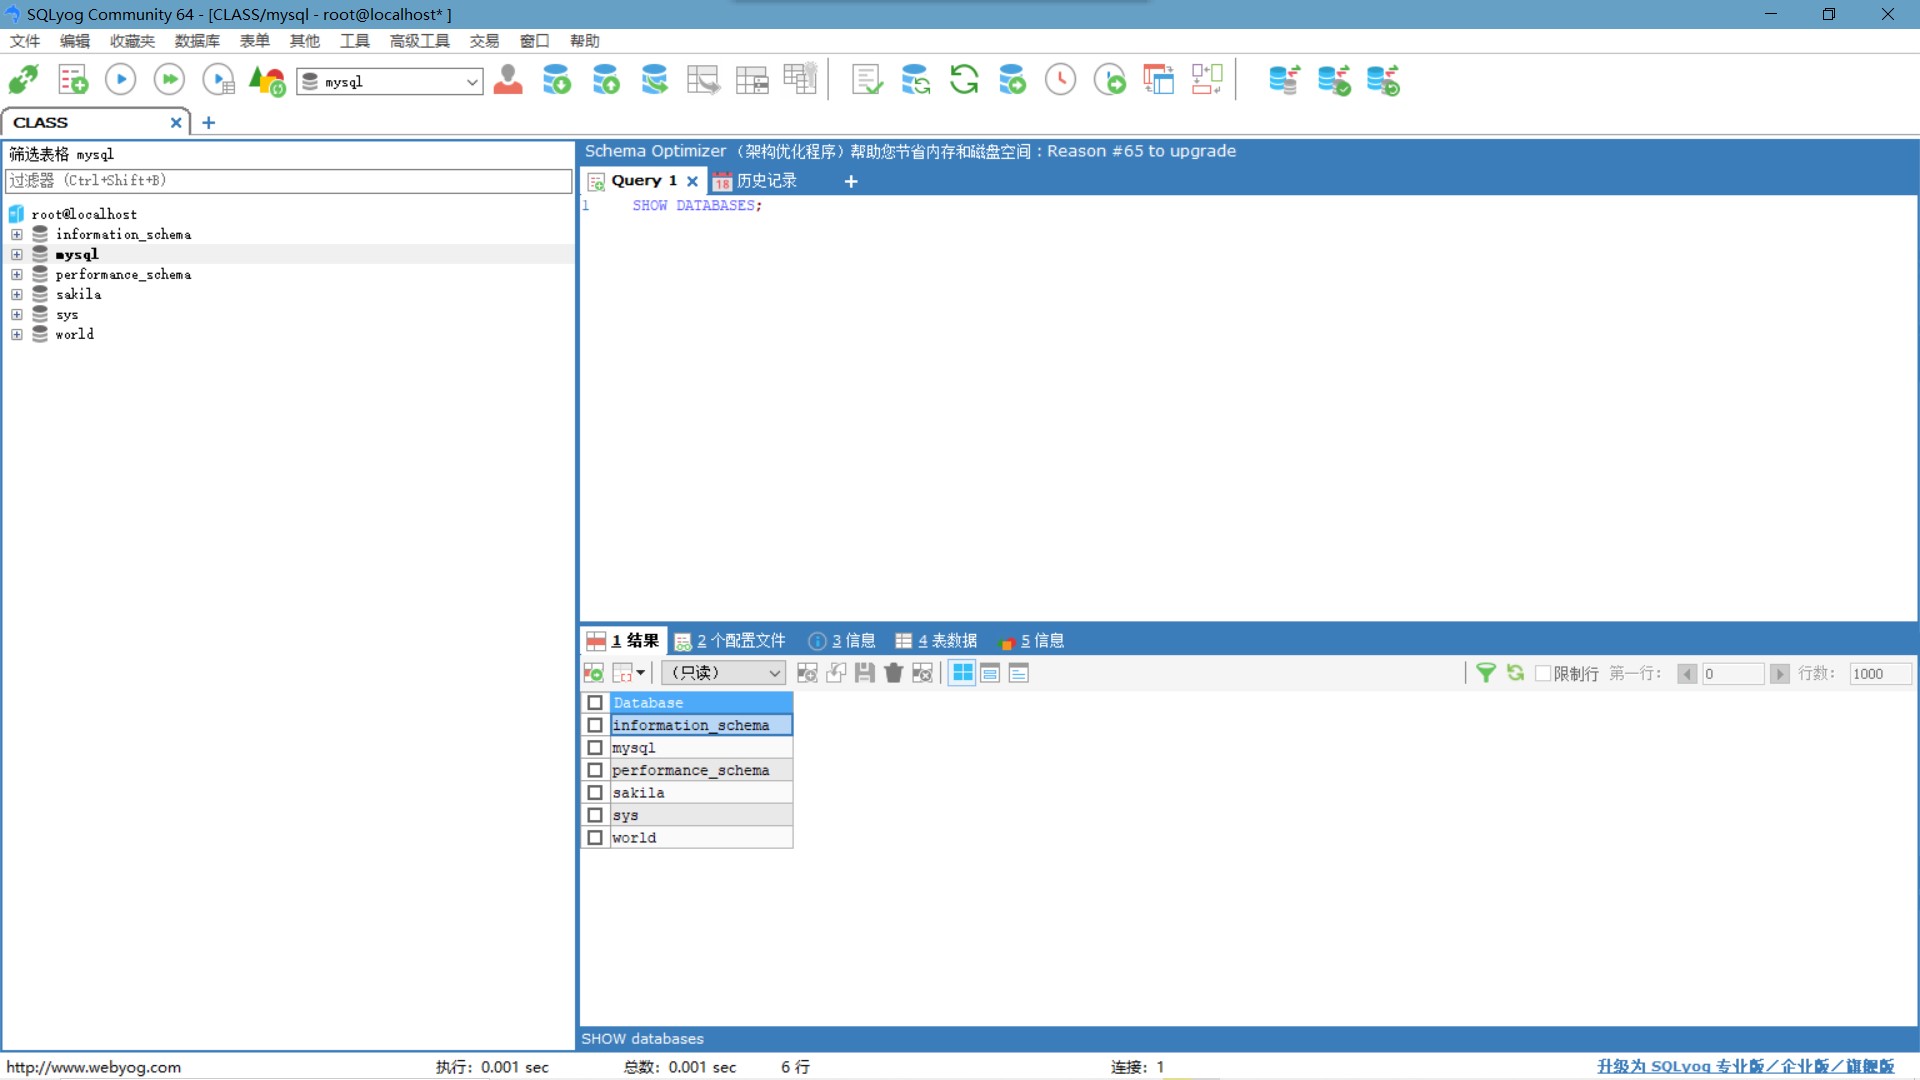 SQLyog Community 64 - [CLASS/mysql - root@localhost* ]
文件 编辑 收藏夹 数据库 表单 其他 工具 高级工具 交易 窗口 帮助
mysql
CLASS
筛选表格 mysql
过滤器 (Ctrl+Shift+B)
root@localhost
information_schema
mysql
performance_schema
sakila
sys
world
Schema Optimizer（架构优化程序）帮助您节省内存和磁盘空间 : Reason #65 to upgrade
Query 1 18 历史记录
1 SHOW DATABASES;
1 结果 2 个配置文件 3 信息 4 表数据 5 信息
（只读） 限制行 第一行: 0 行数: 1000
Database
information_schema
mysql
performance_schema
sakila
sys
world
SHOW databases
http://www.webyog.com 执行: 0.001 sec 总数: 0.001 sec 6 行 连接: 1 升级为 SQLyog 专业版/企业版/旗舰版